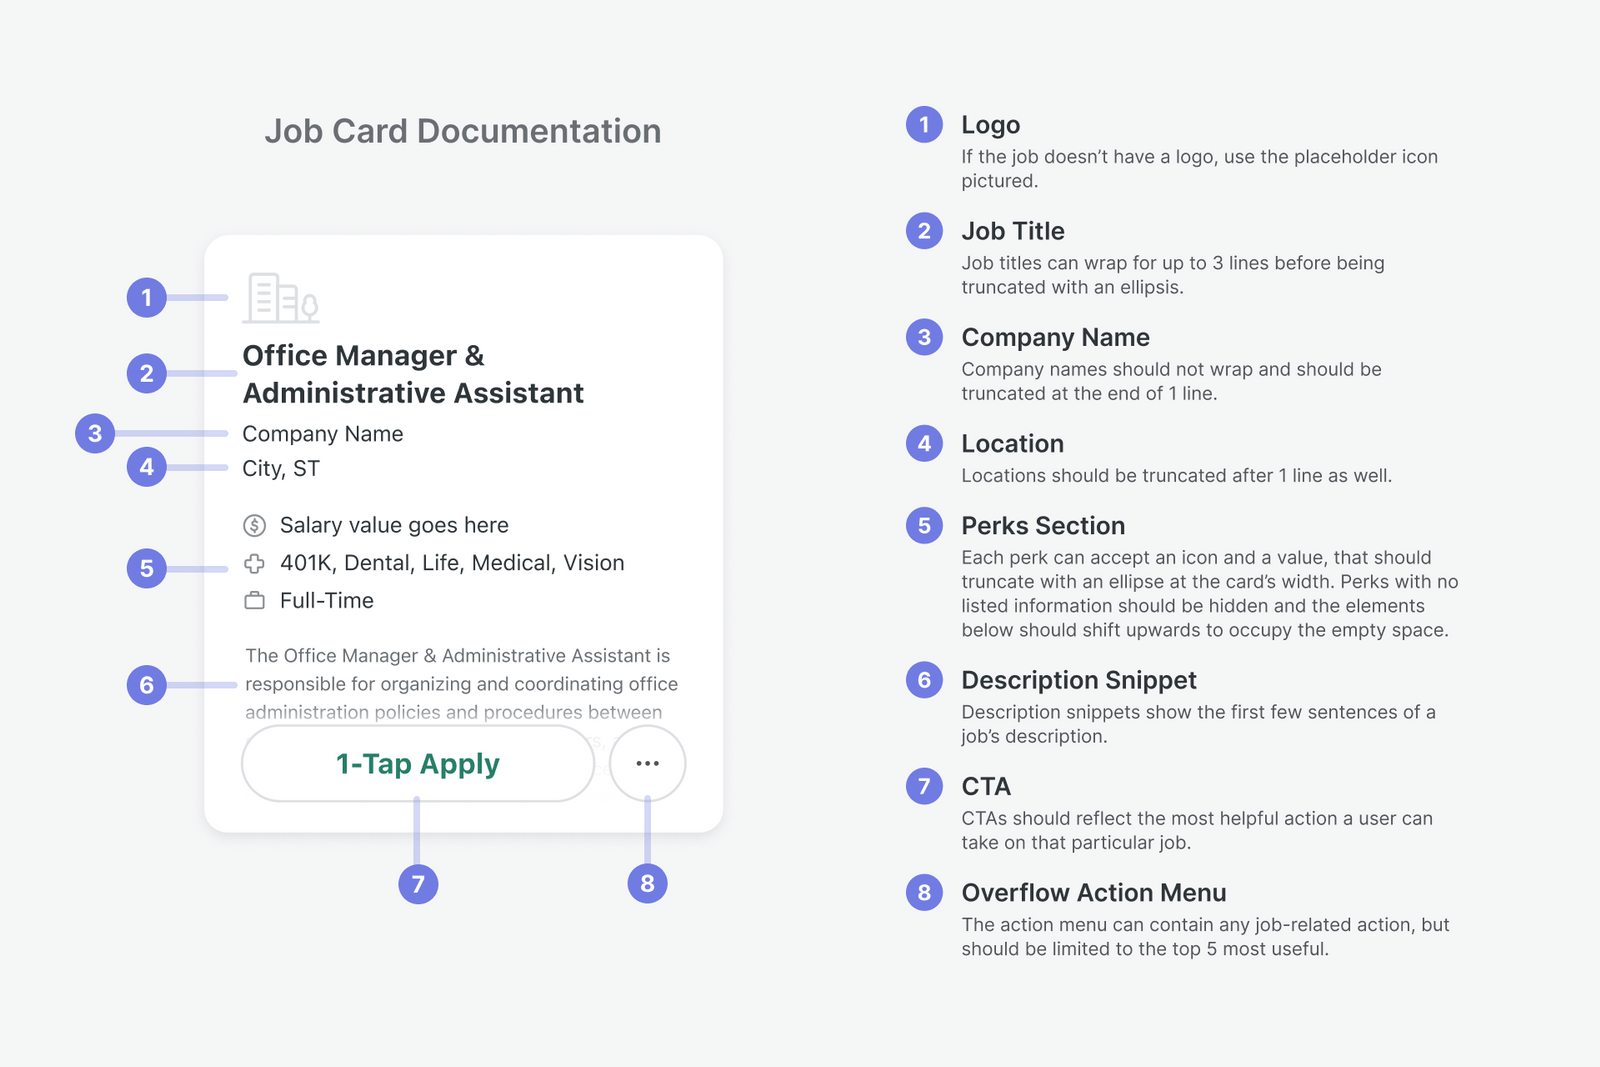 Job Card Documentation
1
2
3
4
5
6
Office Manager &
Administrative Assistant
Company Name
City, ST
Salary value goes here
401K, Dental, Life, Medical, Vision
Full-Time
The Office Manager & Administrative Assistant is
responsible for organizing and coordinating office
administration policies and procedures between
1-Tap Apply
7
8
1 Logo
If the job doesn’t have a logo, use the placeholder icon
pictured.
2 Job Title
Job titles can wrap for up to 3 lines before being
truncated with an ellipsis.
3 Company Name
Company names should not wrap and should be
truncated at the end of 1 line.
4 Location
Locations should be truncated after 1 line as well.
5 Perks Section
Each perk can accept an icon and a value, that should
truncate with an ellipse at the card’s width. Perks with no
listed information should be hidden and the elements
below should shift upwards to occupy the empty space.
6 Description Snippet
Description snippets show the first few sentences of a
job’s description.
7 CTA
CTAs should reflect the most helpful action a user can
take on that particular job.
8 Overflow Action Menu
The action menu can contain any job-related action, but
should be limited to the top 5 most useful.